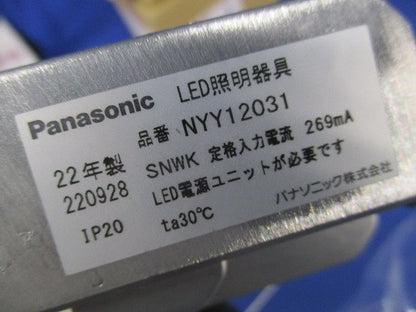 Panasonic LED照明器具
品番 NYY12031
22年製 SNWK 定格入力電流 269mA
220928 LED電源ユニットが必要です
IP20 ta30℃ パナソニック株式会社